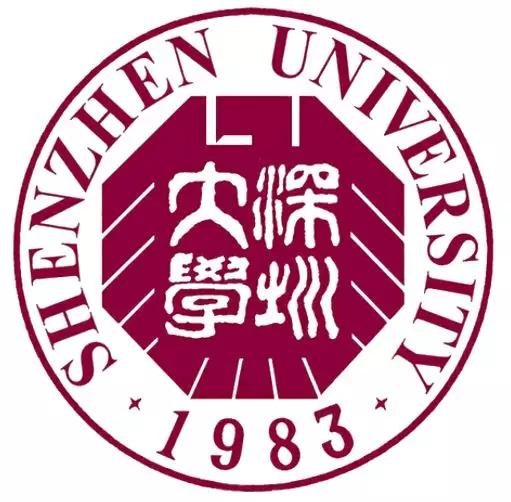 SHENZHEN UNIVERSITY
深圳
大學
· 1983 ·